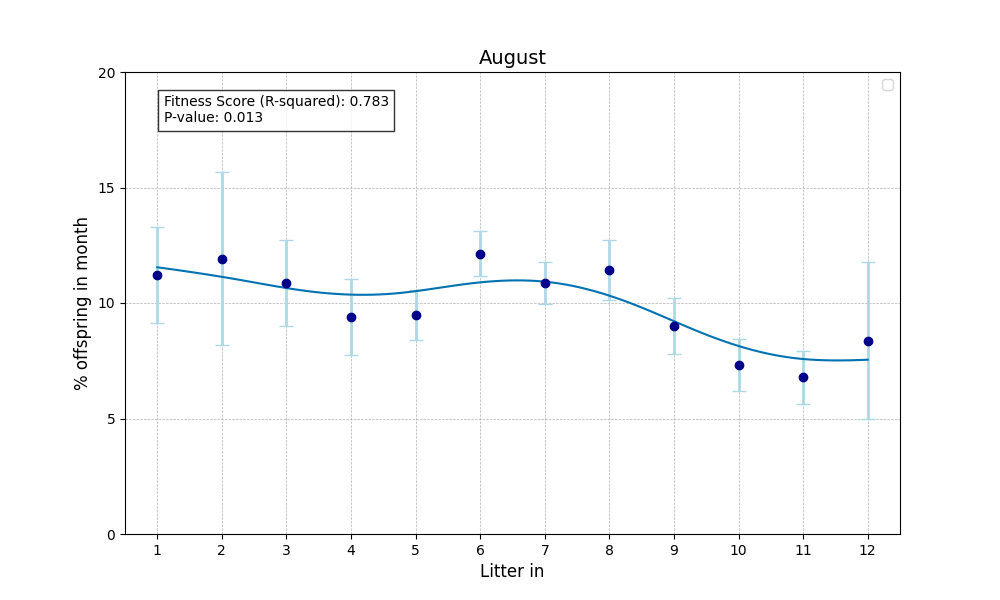 August
Fitness Score (R-squared): 0.783
P-value: 0.013
% offspring in month
20
15
10
5
0
1 2 3 4 5 6 7 8 9 10 11 12
Litter in